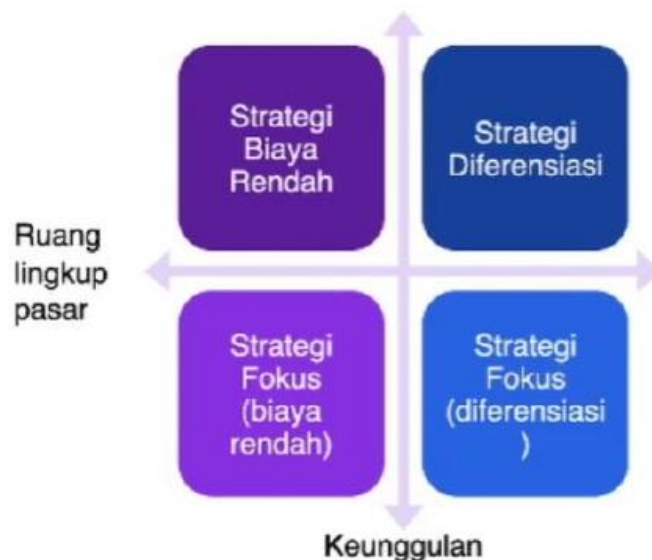 Strategi
Biaya
Rendah
Strategi
Diferensiasi
Ruang
lingkup
pasar
Strategi
Fokus
(biaya
rendah)
Strategi
Fokus
(diferensiasi
)
Keunggulan